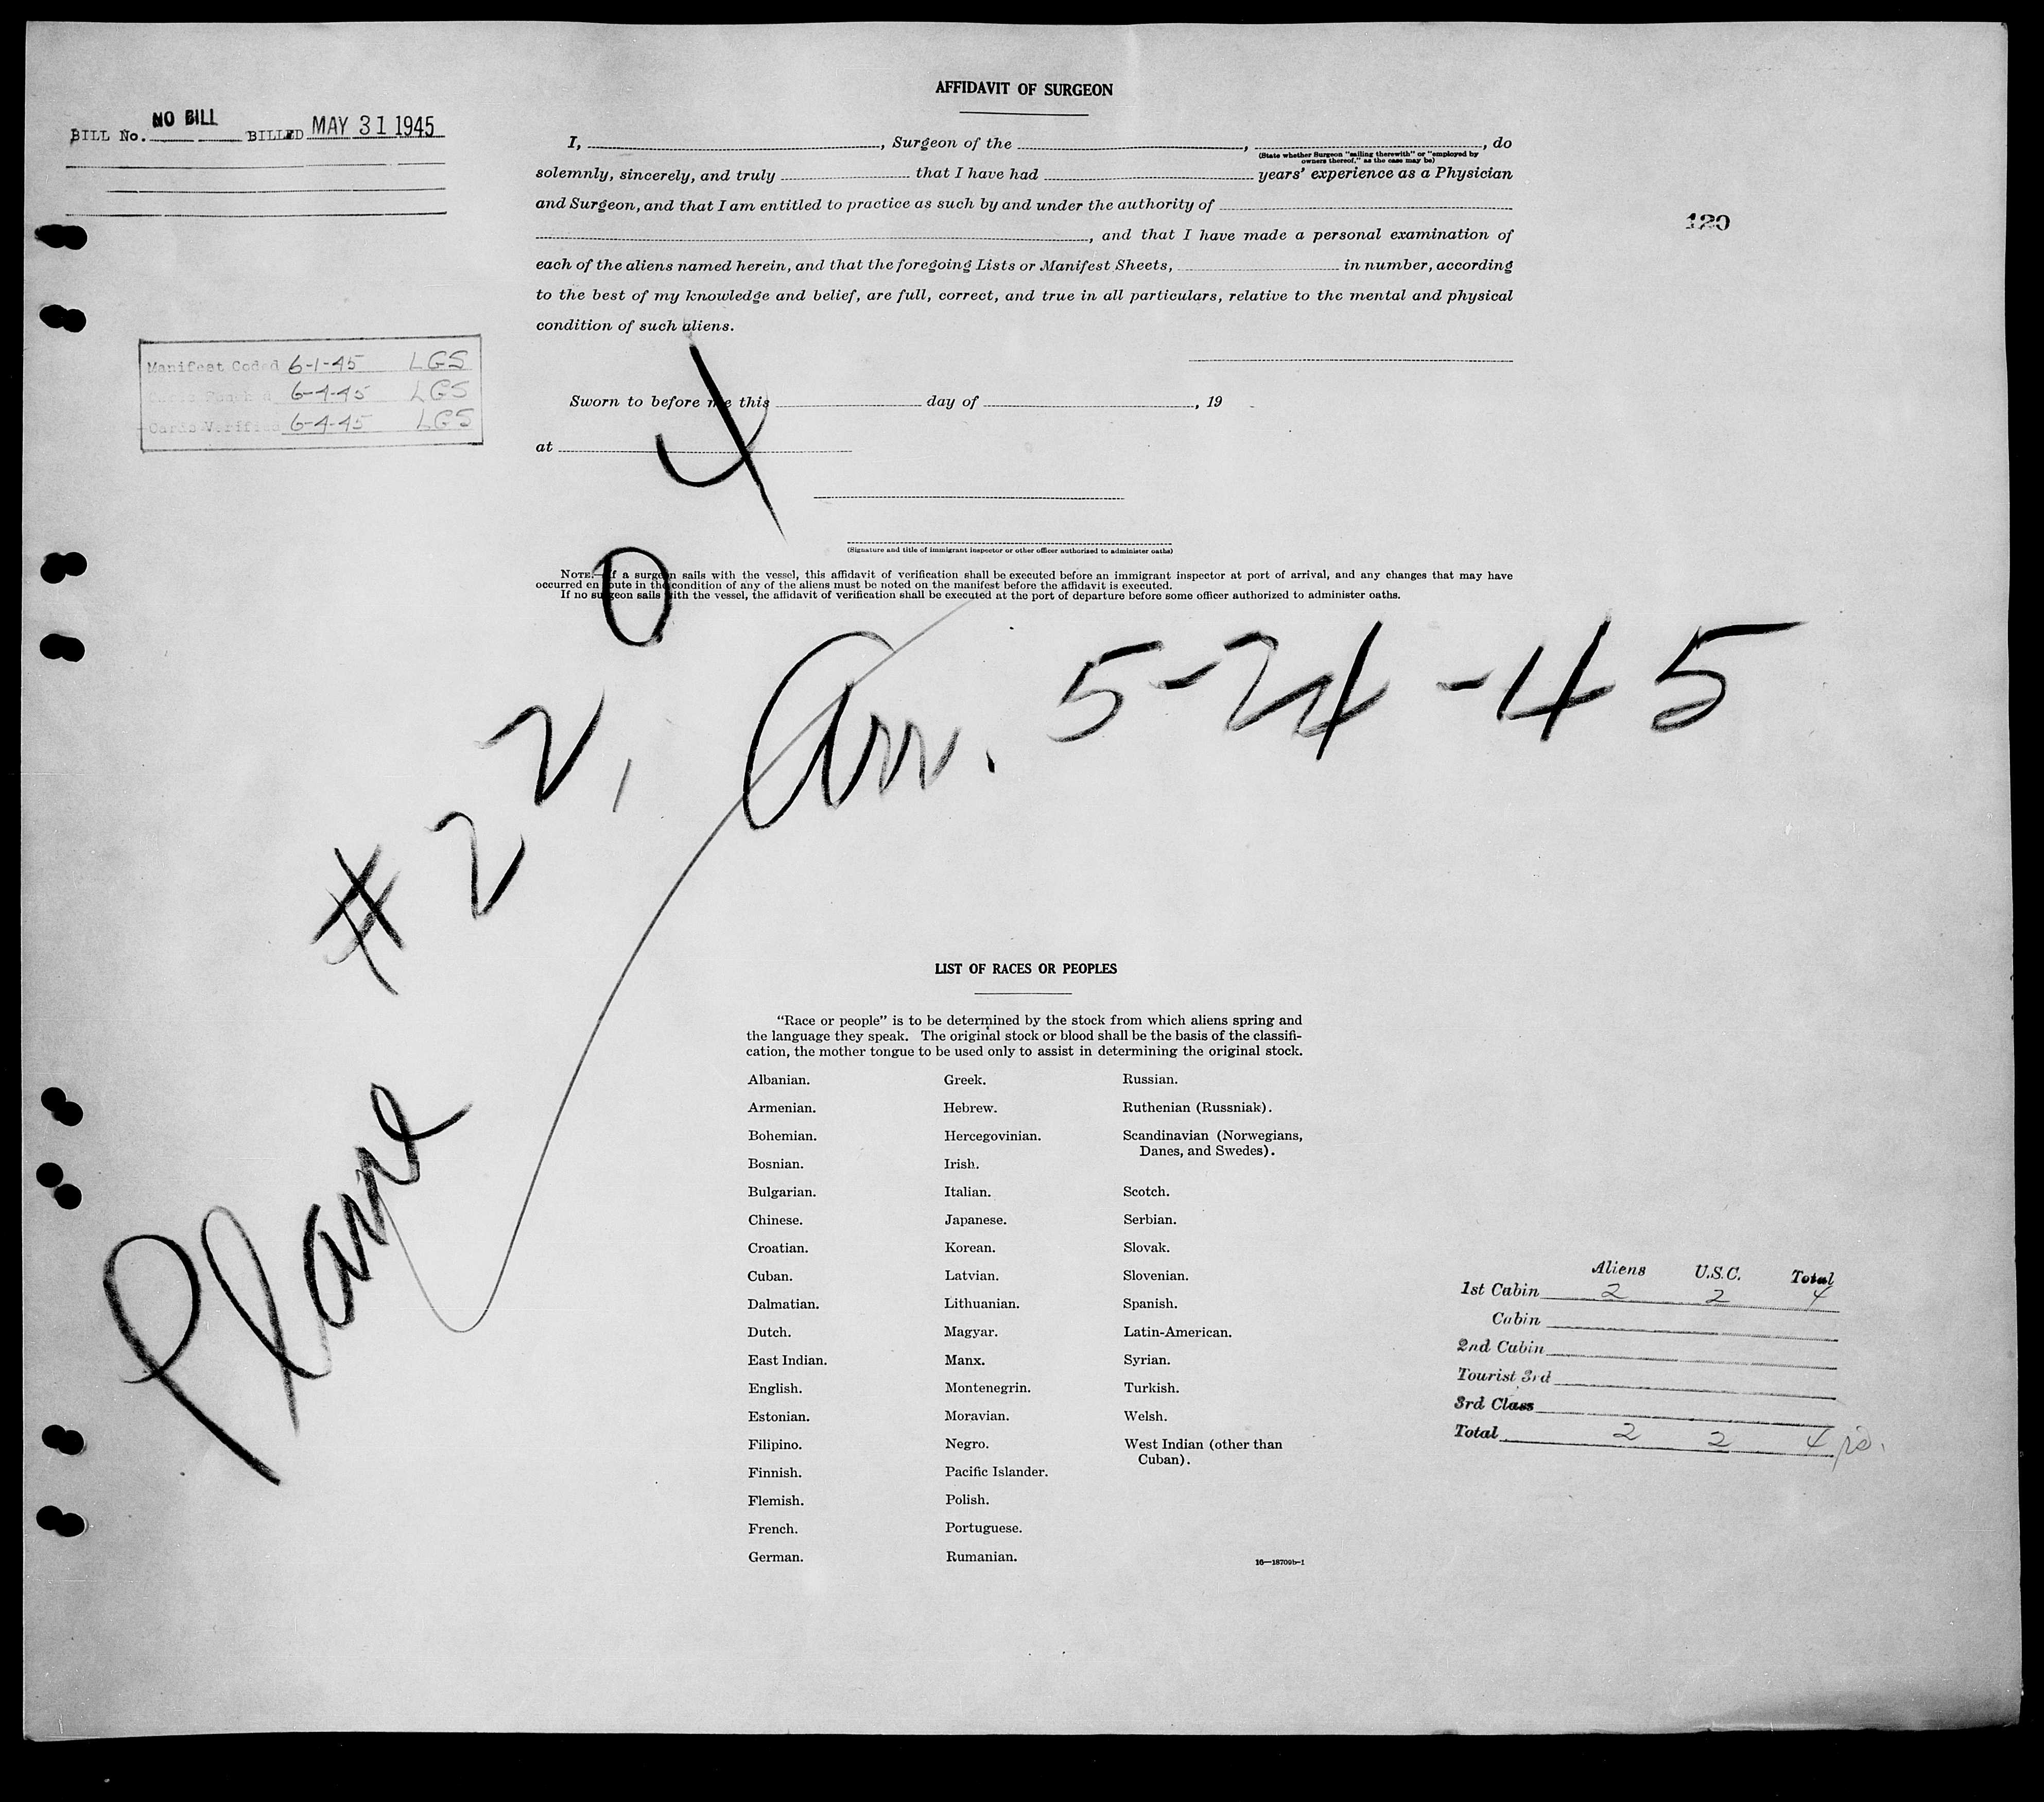 AFFIDAVIT OF SURGEON
BILL No. NO BILL BILLED MAY 31 1945
I, , Surgeon of the , , do
(State whether Surgeon "sailing therewith" or "employed by
owners thereof," as the case may be)
solemnly, sincerely, and truly that I have had years' experience as a Physician
and Surgeon, and that I am entitled to practice as such by and under the authority of
, and that I have made a personal examination of
120
each of the aliens named herein, and that the foregoing Lists or Manifest Sheets, in number, according
to the best of my knowledge and belief, are full, correct, and true in all particulars, relative to the mental and physical
condition of such aliens.
Manifest Coded 6-1-45 LGS
6-4-45 LGS
Cards Verified 6-4-45 LGS
Sworn to before me this day of , 19
at
(Signature and title of immigrant inspector or other officer authorized to administer oaths)
NOTE.—If a surgeon sails with the vessel, this affidavit of verification shall be executed before an immigrant inspector at port of arrival, and any changes that may have
occurred en route in the condition of any of the aliens must be noted on the manifest before the affidavit is executed.
If no surgeon sails with the vessel, the affidavit of verification shall be executed at the port of departure before some officer authorized to administer oaths.
Plane #22,04
Arr. 5-24-45
LIST OF RACES OR PEOPLES
"Race or people" is to be determined by the stock from which aliens spring and
the language they speak. The original stock or blood shall be the basis of the classifi-
cation, the mother tongue to be used only to assist in determining the original stock.
Albanian. Greek. Russian.
Armenian. Hebrew. Ruthenian (Russniak).
Bohemian. Hercegovinian. Scandinavian (Norwegians,
Danes, and Swedes).
Bosnian. Irish.
Bulgarian. Italian. Scotch.
Chinese. Japanese. Serbian.
Croatian. Korean. Slovak.
Cuban. Latvian. Slovenian.
Dalmatian. Lithuanian. Spanish.
Dutch. Magyar. Latin-American.
East Indian. Manx. Syrian.
English. Montenegrin. Turkish.
Estonian. Moravian. Welsh.
Filipino. Negro. West Indian (other than
Cuban).
Finnish. Pacific Islander.
Flemish. Polish.
French. Portuguese.
German. Rumanian.
16—18709b-1
Aliens U.S.C. Total
1st Cabin 2 2 4
Cabin
2nd Cabin
Tourist 3rd
3rd Class
Total 2 2 4